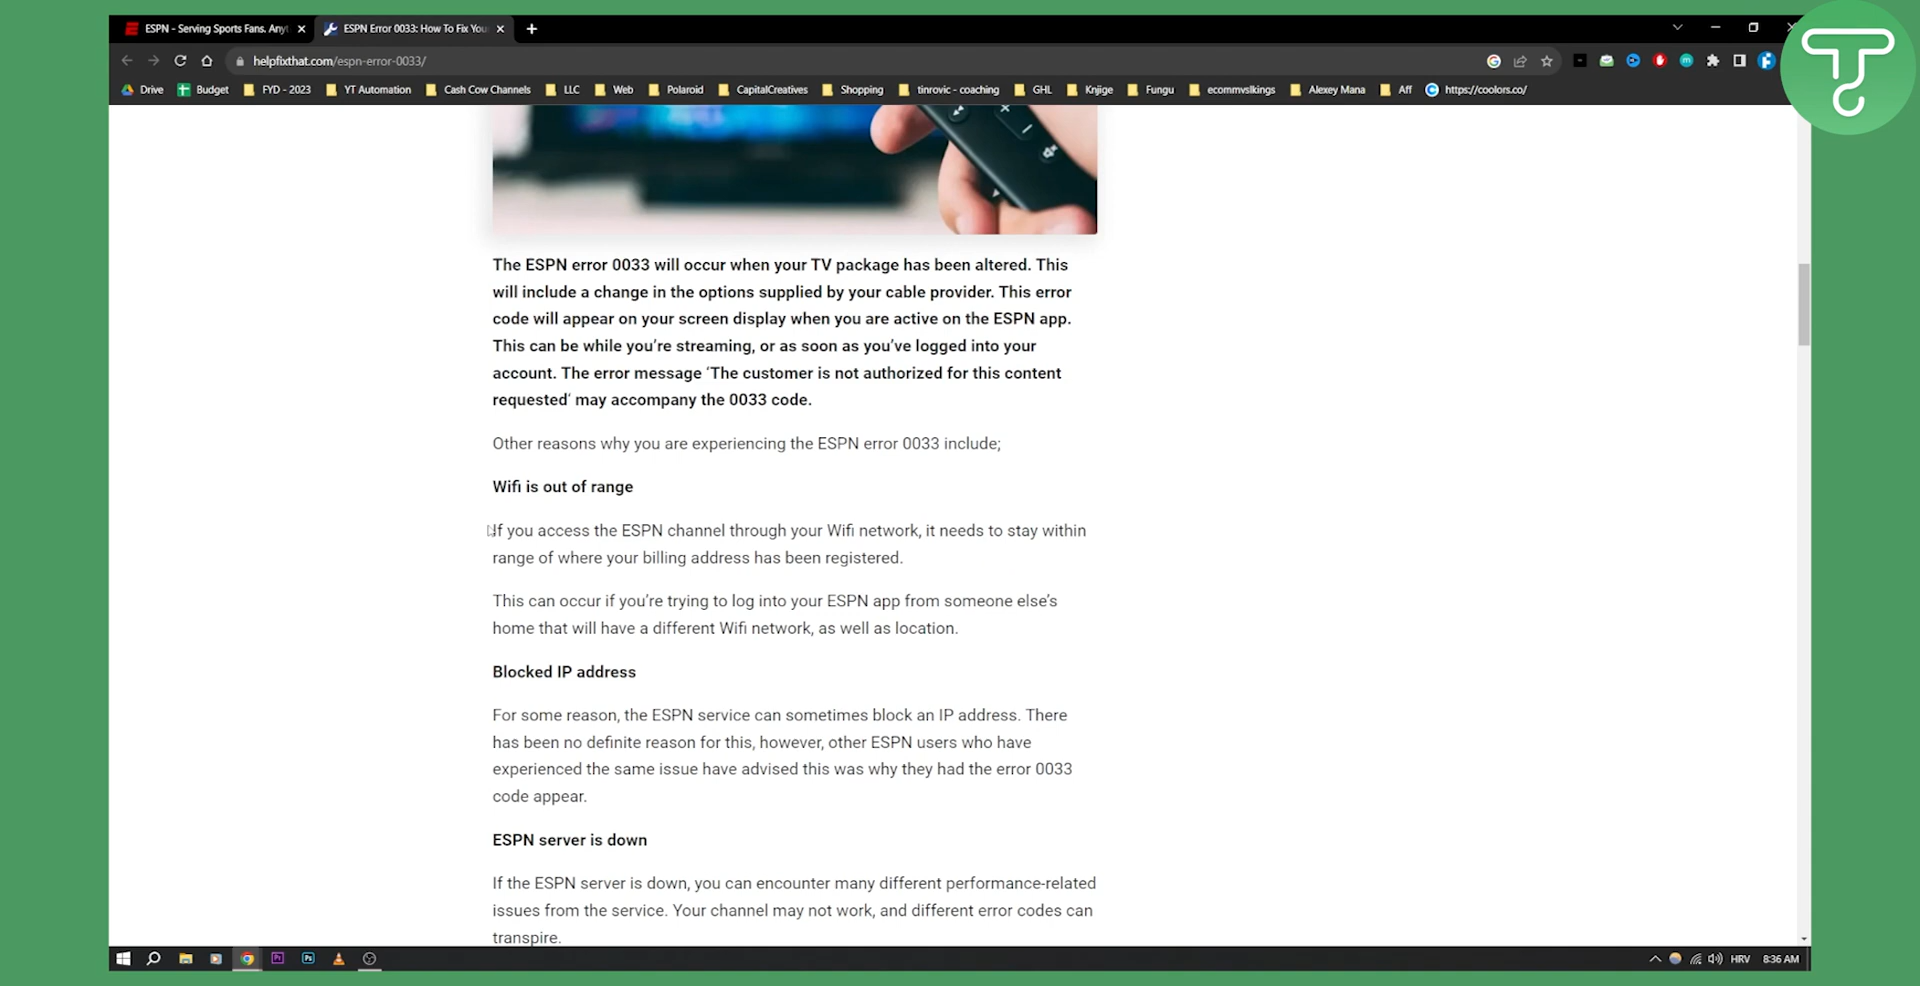 ESPN - Serving Sports Fans. Any
ESPN Error 0033: How To Fix You
helpfixthat.com/espn-error-0033/
Drive
Budget
FYD - 2023
YT Automation
Cash Cow Channels
LLC
Web
Polaroid
CapitalCreatives
Shopping
tinrovic - coaching
GHL
Knjige
Fungu
ecommvslkings
Alexey Mana
Aff
https://coolors.co/
The ESPN error 0033 will occur when your TV package has been altered. This
will include a change in the options supplied by your cable provider. This error
code will appear on your screen display when you are active on the ESPN app.
This can be while you’re streaming, or as soon as you’ve logged into your
account. The error message ‘The customer is not authorized for this content
requested‘ may accompany the 0033 code.
Other reasons why you are experiencing the ESPN error 0033 include;
Wifi is out of range
If you access the ESPN channel through your Wifi network, it needs to stay within
range of where your billing address has been registered.
This can occur if you’re trying to log into your ESPN app from someone else’s
home that will have a different Wifi network, as well as location.
Blocked IP address
For some reason, the ESPN service can sometimes block an IP address. There
has been no definite reason for this, however, other ESPN users who have
experienced the same issue have advised this was why they had the error 0033
code appear.
ESPN server is down
If the ESPN server is down, you can encounter many different performance-related
issues from the service. Your channel may not work, and different error codes can
transpire.
HRV
8:36 AM